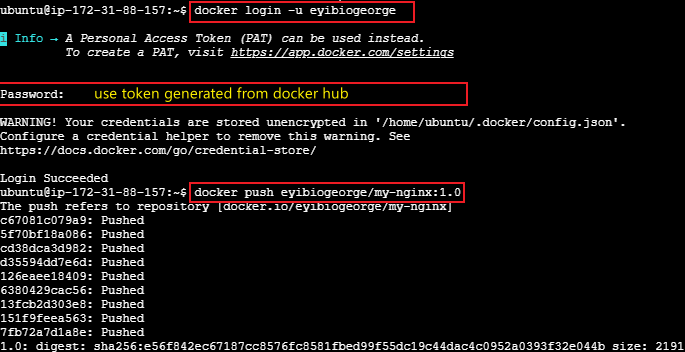 ubuntu@ip-172-31-88-157:~$ docker login -u eyibiogeorge
i Info → A Personal Access Token (PAT) can be used instead.
To create a PAT, visit https://app.docker.com/settings
Password: use token generated from docker hub
WARNING! Your credentials are stored unencrypted in '/home/ubuntu/.docker/config.json'.
Configure a credential helper to remove this warning. See
https://docs.docker.com/go/credential-store/
Login Succeeded
ubuntu@ip-172-31-88-157:~$ docker push eyibiogeorge/my-nginx:1.0
The push refers to repository [docker.io/eyibiogeorge/my-nginx]
c67081c079a9: Pushed
5f70bf18a086: Pushed
cd38dca3d982: Pushed
d35594dd7e6d: Pushed
126eaee18409: Pushed
6380429cac56: Pushed
13fcb2d303e8: Pushed
151f9feea563: Pushed
7fb72a7d1a8e: Pushed
1.0: digest: sha256:e56f842ec67187cc8576fc8581fbed99f55dc19c44dac4c0952a0393f32e044b size: 2191